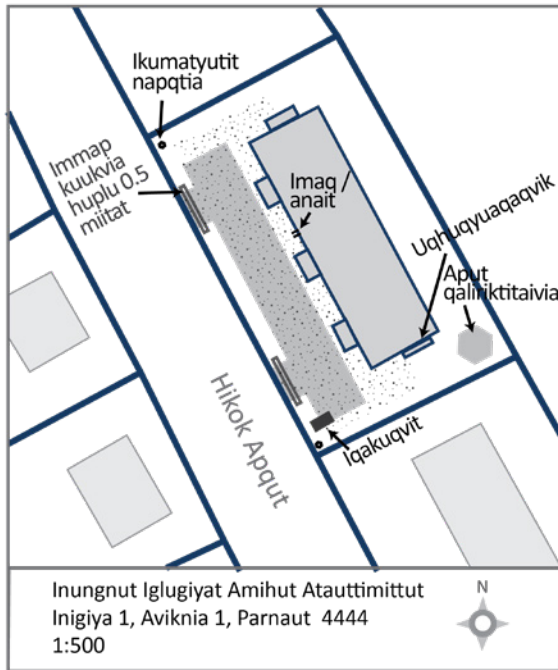 Ikumatyutit
napqtia
Immap
kuukvia
huplu 0.5
miitat
Imaq /
anait
Uqhuqyuaqaqvik
Aput
qaliriktitaivia
Hikok Apqut
Iqakuqvit
Inungnut Iglugiyat Amihut Atauttimittut
Inigiya 1, Aviknia 1, Parnaut 4444
1:500
N